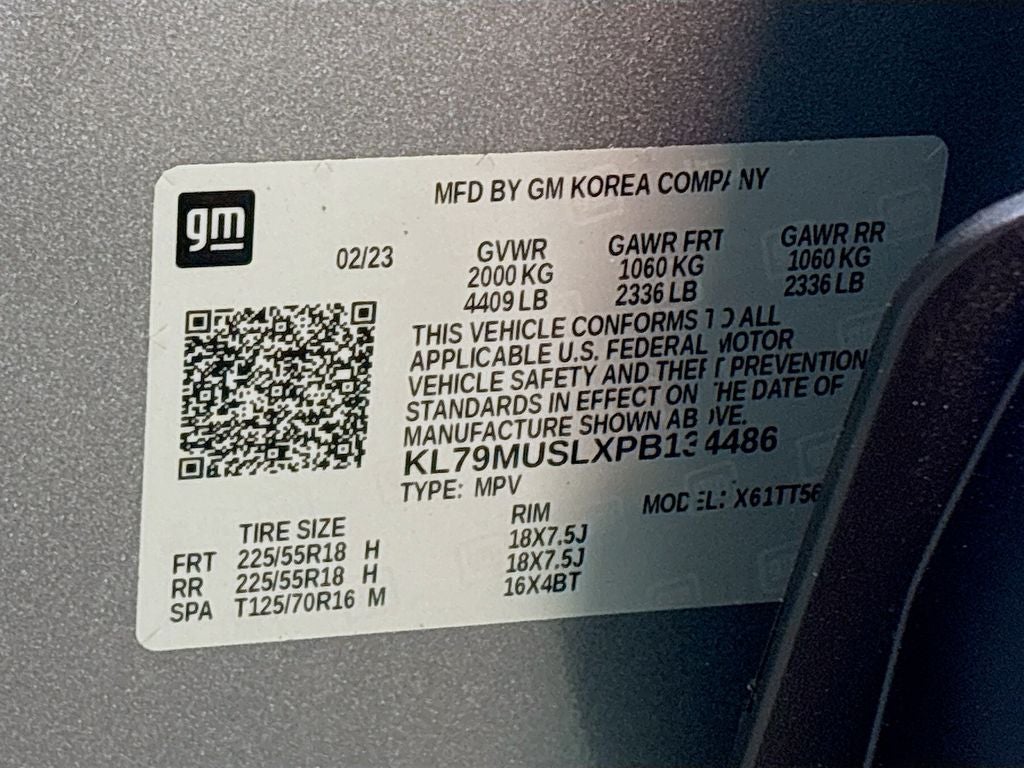 gm
MFD BY GM KOREA COMPANY
02/23
GVWR GAWR FRT GAWR RR
2000 KG 1060 KG 1060 KG
4409 LB 2336 LB 2336 LB
THIS VEHICLE CONFORMS TO ALL
APPLICABLE U.S. FEDERAL MOTOR
VEHICLE SAFETY AND THEFT PREVENTION
STANDARDS IN EFFECT ON THE DATE OF
MANUFACTURE SHOWN ABOVE.
KL79MUSLXPB134486
TYPE: MPV MODEL: X61TT56
TIRE SIZE RIM
FRT 225/55R18 H 18X7.5J
RR 225/55R18 H 18X7.5J
SPA T125/70R16 M 16X4BT